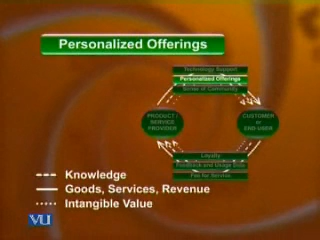 Personalized Offerings
Technology Support
Personalized Offerings
Sense of Community
PRODUCT / SERVICE PROVIDER
CUSTOMER or END USER
Loyalty
Feedback and Usage Data
Fee for Service
Knowledge
Goods, Services, Revenue
Intangible Value
VU